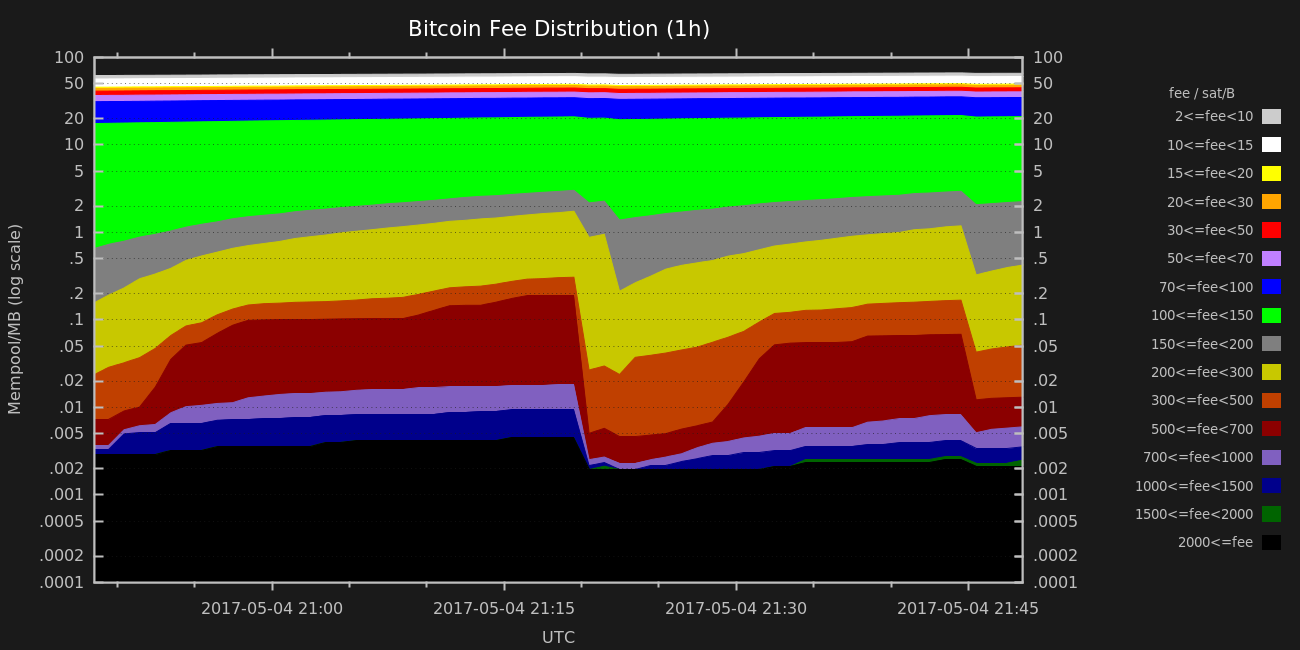 Bitcoin Fee Distribution (1h)
100
50
20
10
5
2
1
.5
.2
.1
.05
.02
.01
.005
.002
.001
.0005
.0002
.0001
Mempool/MB (log scale)
100
50
20
10
5
2
1
.5
.2
.1
.05
.02
.01
.005
.002
.001
.0005
.0002
.0001
2017-05-04 21:00
2017-05-04 21:15
2017-05-04 21:30
2017-05-04 21:45
UTC
fee / sat/B
2<=fee<10
10<=fee<15
15<=fee<20
20<=fee<30
30<=fee<50
50<=fee<70
70<=fee<100
100<=fee<150
150<=fee<200
200<=fee<300
300<=fee<500
500<=fee<700
700<=fee<1000
1000<=fee<1500
1500<=fee<2000
2000<=fee